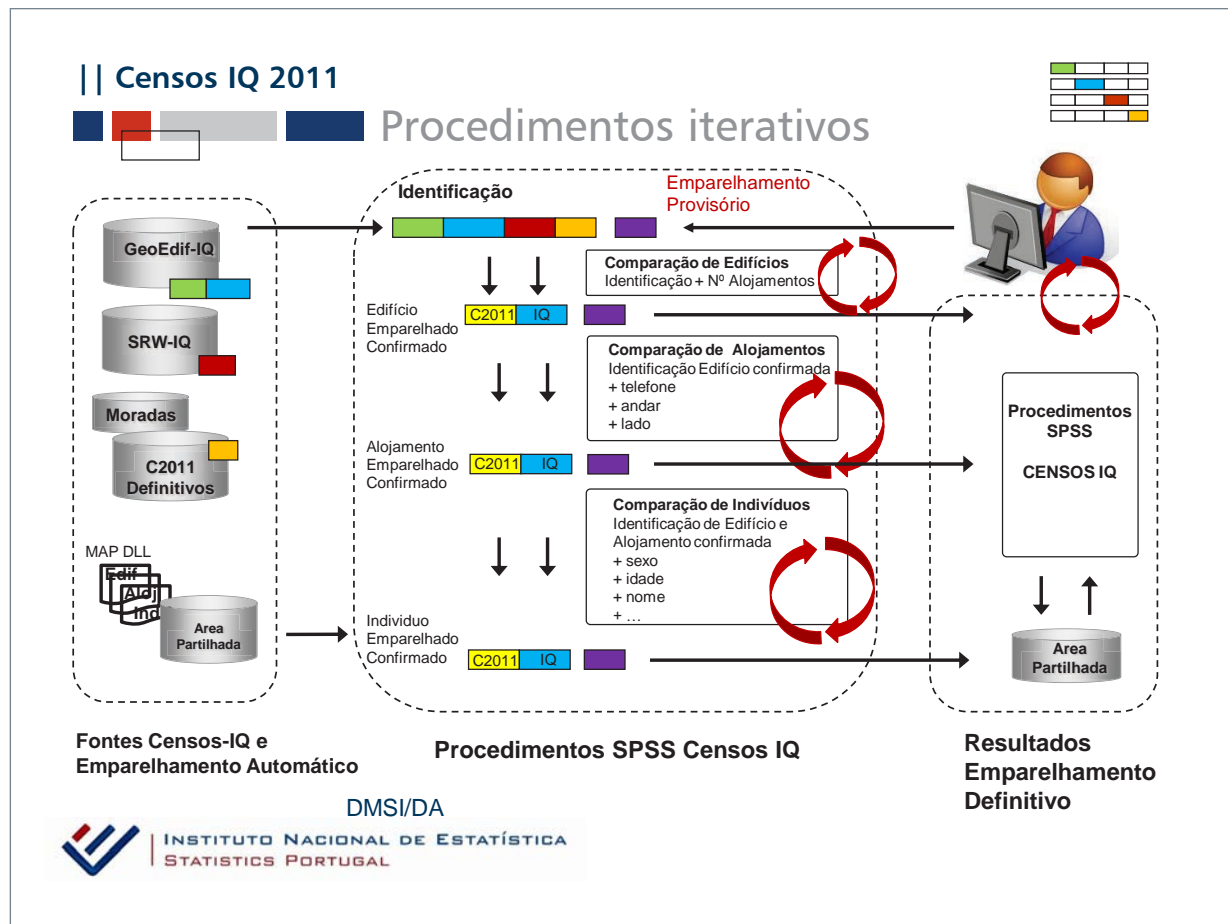 || Censos IQ 2011
Procedimentos iterativos
GeoEdif-IQ
SRW-IQ
Moradas
C2011
Definitivos
MAP DLL
Edif
Aloj
Ind
Area
Partilhada
Fontes Censos-IQ e
Emparelhamento Automático
Identificação
Emparelhamento
Provisório
Comparação de Edifícios
Identificação + Nº Alojamentos
Edifício
Emparelhado
Confirmado
C2011
IQ
Comparação de Alojamentos
Identificação Edifício confirmada
+ telefone
+ andar
+ lado
Alojamento
Emparelhado
Confirmado
C2011
IQ
Comparação de Indivíduos
Identificação de Edifício e
Alojamento confirmada
+ sexo
+ idade
+ nome
+ ...
Individuo
Emparelhado
Confirmado
C2011
IQ
Procedimentos SPSS Censos IQ
Procedimentos
SPSS
CENSOS IQ
Area
Partilhada
Resultados
Emparelhamento
Definitivo
DMSI/DA
INSTITUTO NACIONAL DE ESTATÍSTICA
STATISTICS PORTUGAL